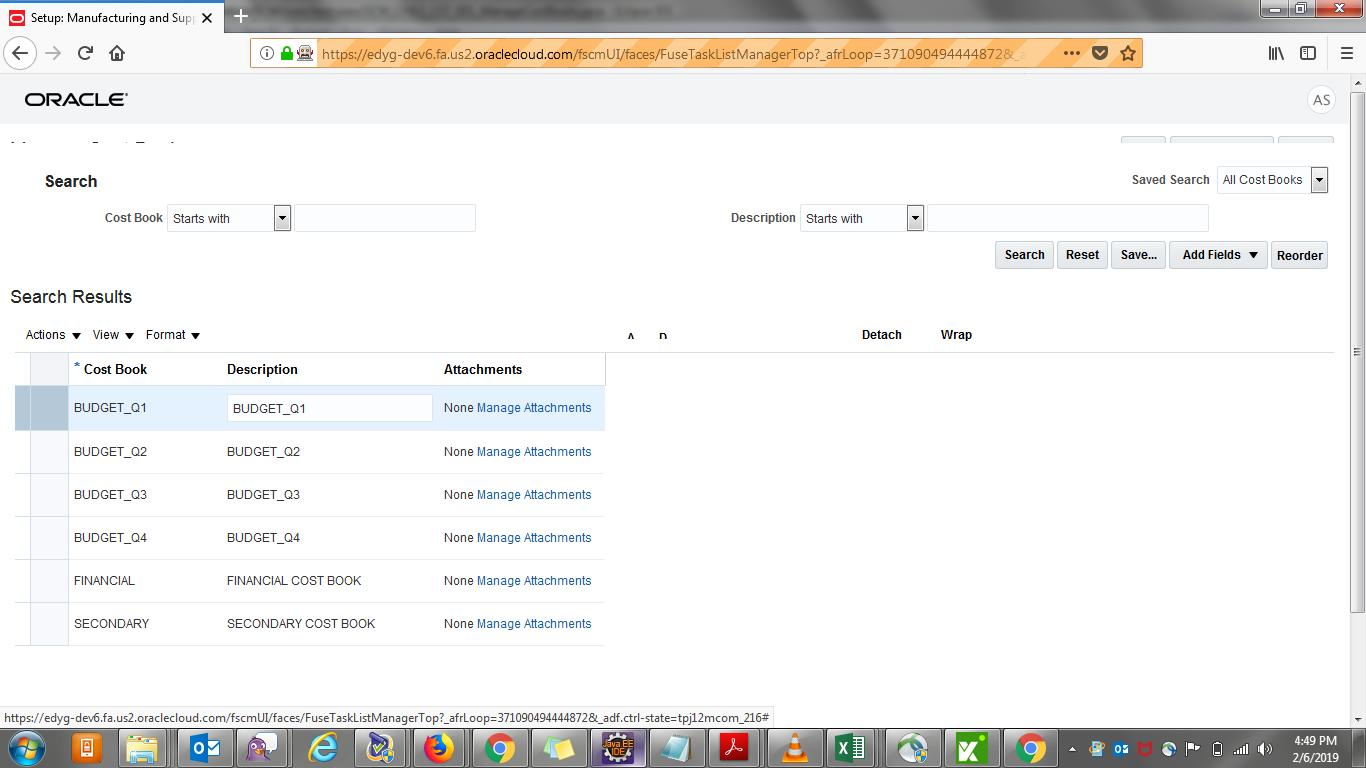 Setup: Manufacturing and Supp
https://edyg-dev6.fa.us2.oraclecloud.com/fscmUI/faces/FuseTaskListManagerTop?_afrLoop=371090494444872&_a
ORACLE
AS
Search
Saved Search All Cost Books
Cost Book Starts with Description Starts with
Search Reset Save... Add Fields Reorder
Search Results
Actions View Format Detach Wrap
* Cost Book Description Attachments
BUDGET_Q1 BUDGET_Q1 None Manage Attachments
BUDGET_Q2 BUDGET_Q2 None Manage Attachments
BUDGET_Q3 BUDGET_Q3 None Manage Attachments
BUDGET_Q4 BUDGET_Q4 None Manage Attachments
FINANCIAL FINANCIAL COST BOOK None Manage Attachments
SECONDARY SECONDARY COST BOOK None Manage Attachments
https://edyg-dev6.fa.us2.oraclecloud.com/fscmUI/faces/FuseTaskListManagerTop?_afrLoop=371090494444872&_adf.ctrl-state=tpj12mcom_216#
Java EE
IDE
4:49 PM
2/6/2019